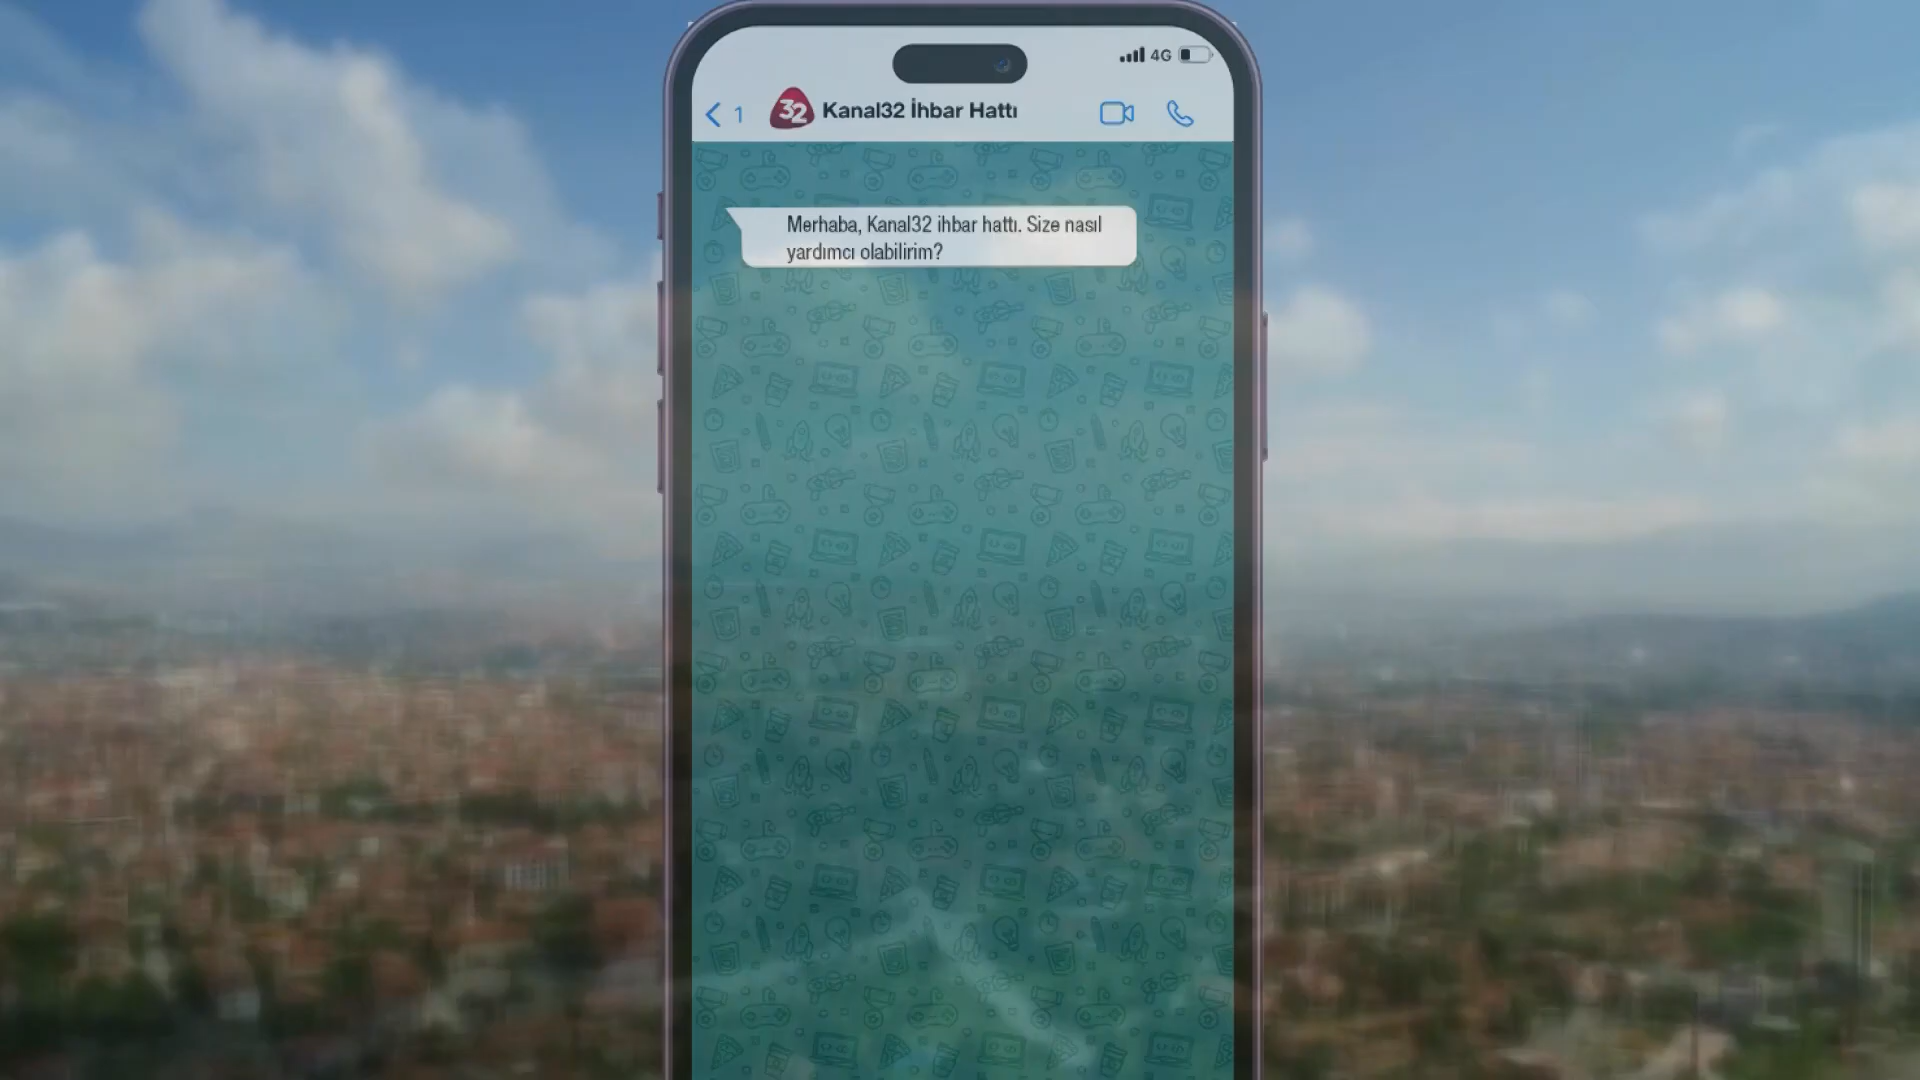 4G
1
32
Kanal32 İhbar Hattı
Merhaba, Kanal32 ihbar hattı. Size nasıl
yardımcı olabilirim?